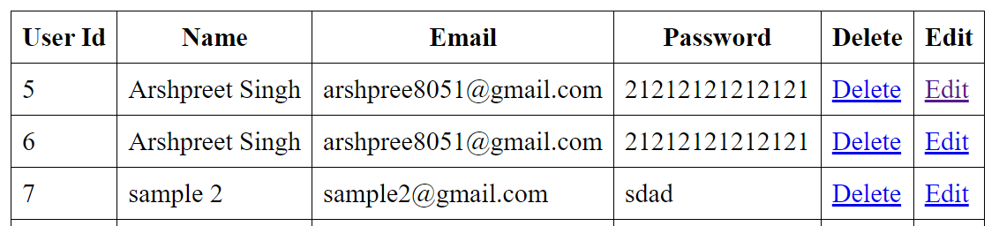 User Id Name Email Password Delete Edit
5 Arshpreet Singh arshpree8051@gmail.com 21212121212121 Delete Edit
6 Arshpreet Singh arshpree8051@gmail.com 21212121212121 Delete Edit
7 sample 2 sample2@gmail.com sdad Delete Edit